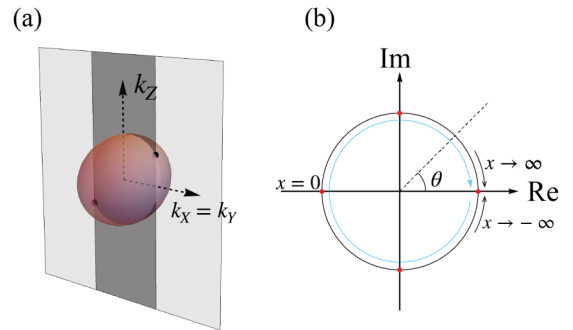 (a)
k_Z
k_X = k_Y
(b)
Im
θ
x → ∞
x = 0
Re
x → − ∞